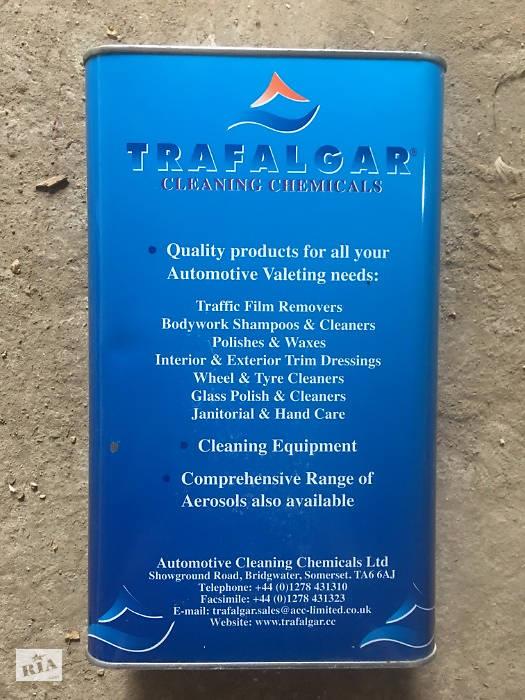 TRAFALGAR®
CLEANING CHEMICALS
• Quality products for all your
Automotive Valeting needs:
Traffic Film Removers
Bodywork Shampoos & Cleaners
Polishes & Waxes
Interior & Exterior Trim Dressings
Wheel & Tyre Cleaners
Glass Polish & Cleaners
Janitorial & Hand Care
• Cleaning Equipment
• Comprehensive Range of
Aerosols also available
Automotive Cleaning Chemicals Ltd
Showground Road, Bridgwater, Somerset. TA6 6AJ
Telephone: +44 (0)1278 431310
Facsimile: +44 (0)1278 431323
E-mail: trafalgar.sales@acc-limited.co.uk
Website: www.trafalgar.cc
RIA